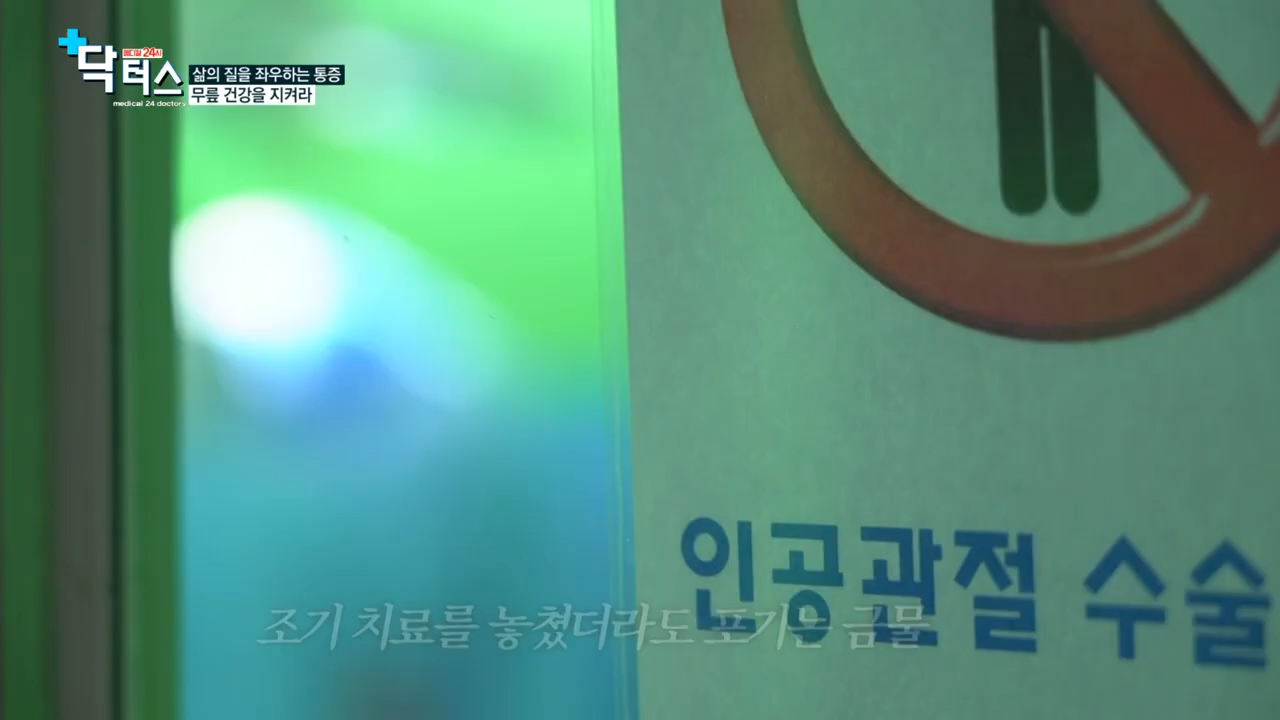 메디컬 24시
닥터스
medical 24 doctors
삶의 질을 좌우하는 통증
무릎 건강을 지켜라
인공관절 수술
조기 치료를 놓쳤더라도 포기는 금물